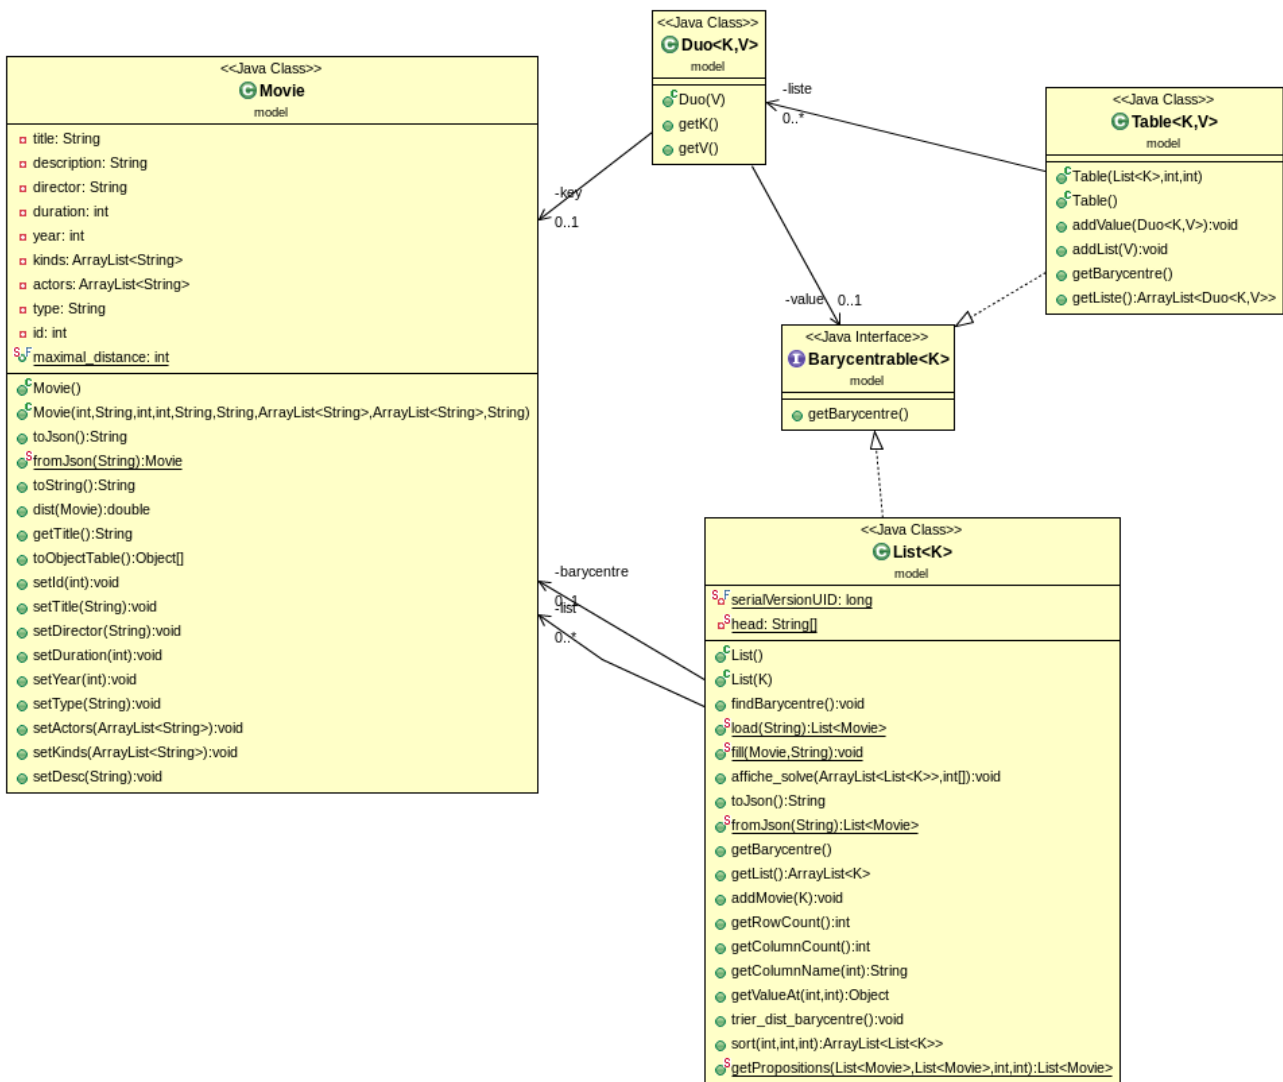 <<Java Class>>
Movie
model
title: String
description: String
director: String
duration: int
year: int
kinds: ArrayList<String>
actors: ArrayList<String>
type: String
id: int
maximal_distance: int
Movie()
Movie(int,String,int,int,String,String,ArrayList<String>,ArrayList<String>,String)
toJson():String
fromJson(String):Movie
toString():String
dist(Movie):double
getTitle():String
toObjectTable():Object[]
setId(int):void
setTitle(String):void
setDirector(String):void
setDuration(int):void
setYear(int):void
setType(String):void
setActors(ArrayList<String>):void
setKinds(ArrayList<String>):void
setDesc(String):void
<<Java Class>>
Duo<K,V>
model
Duo(V)
getK()
getV()
-key
0..1
-liste
0..*
<<Java Class>>
Table<K,V>
model
Table(List<K>,int,int)
Table()
addValue(Duo<K,V>):void
addList(V):void
getBarycentre()
getListe():ArrayList<Duo<K,V>>
-value
0..1
<<Java Interface>>
Barycentrable<K>
model
getBarycentre()
-barycentre
0..1
-list
0..*
<<Java Class>>
List<K>
model
serialVersionUID: long
head: String[]
List()
List(K)
findBarycentre():void
load(String):List<Movie>
fill(Movie,String):void
affiche_solve(ArrayList<List<K>>,int[]):void
toJson():String
fromJson(String):List<Movie>
getBarycentre()
getList():ArrayList<K>
addMovie(K):void
getRowCount():int
getColumnCount():int
getColumnName(int):String
getValueAt(int,int):Object
trier_dist_barycentre():void
sort(int,int,int):ArrayList<List<K>>
getPropositions(List<Movie>,List<Movie>,int,int):List<Movie>